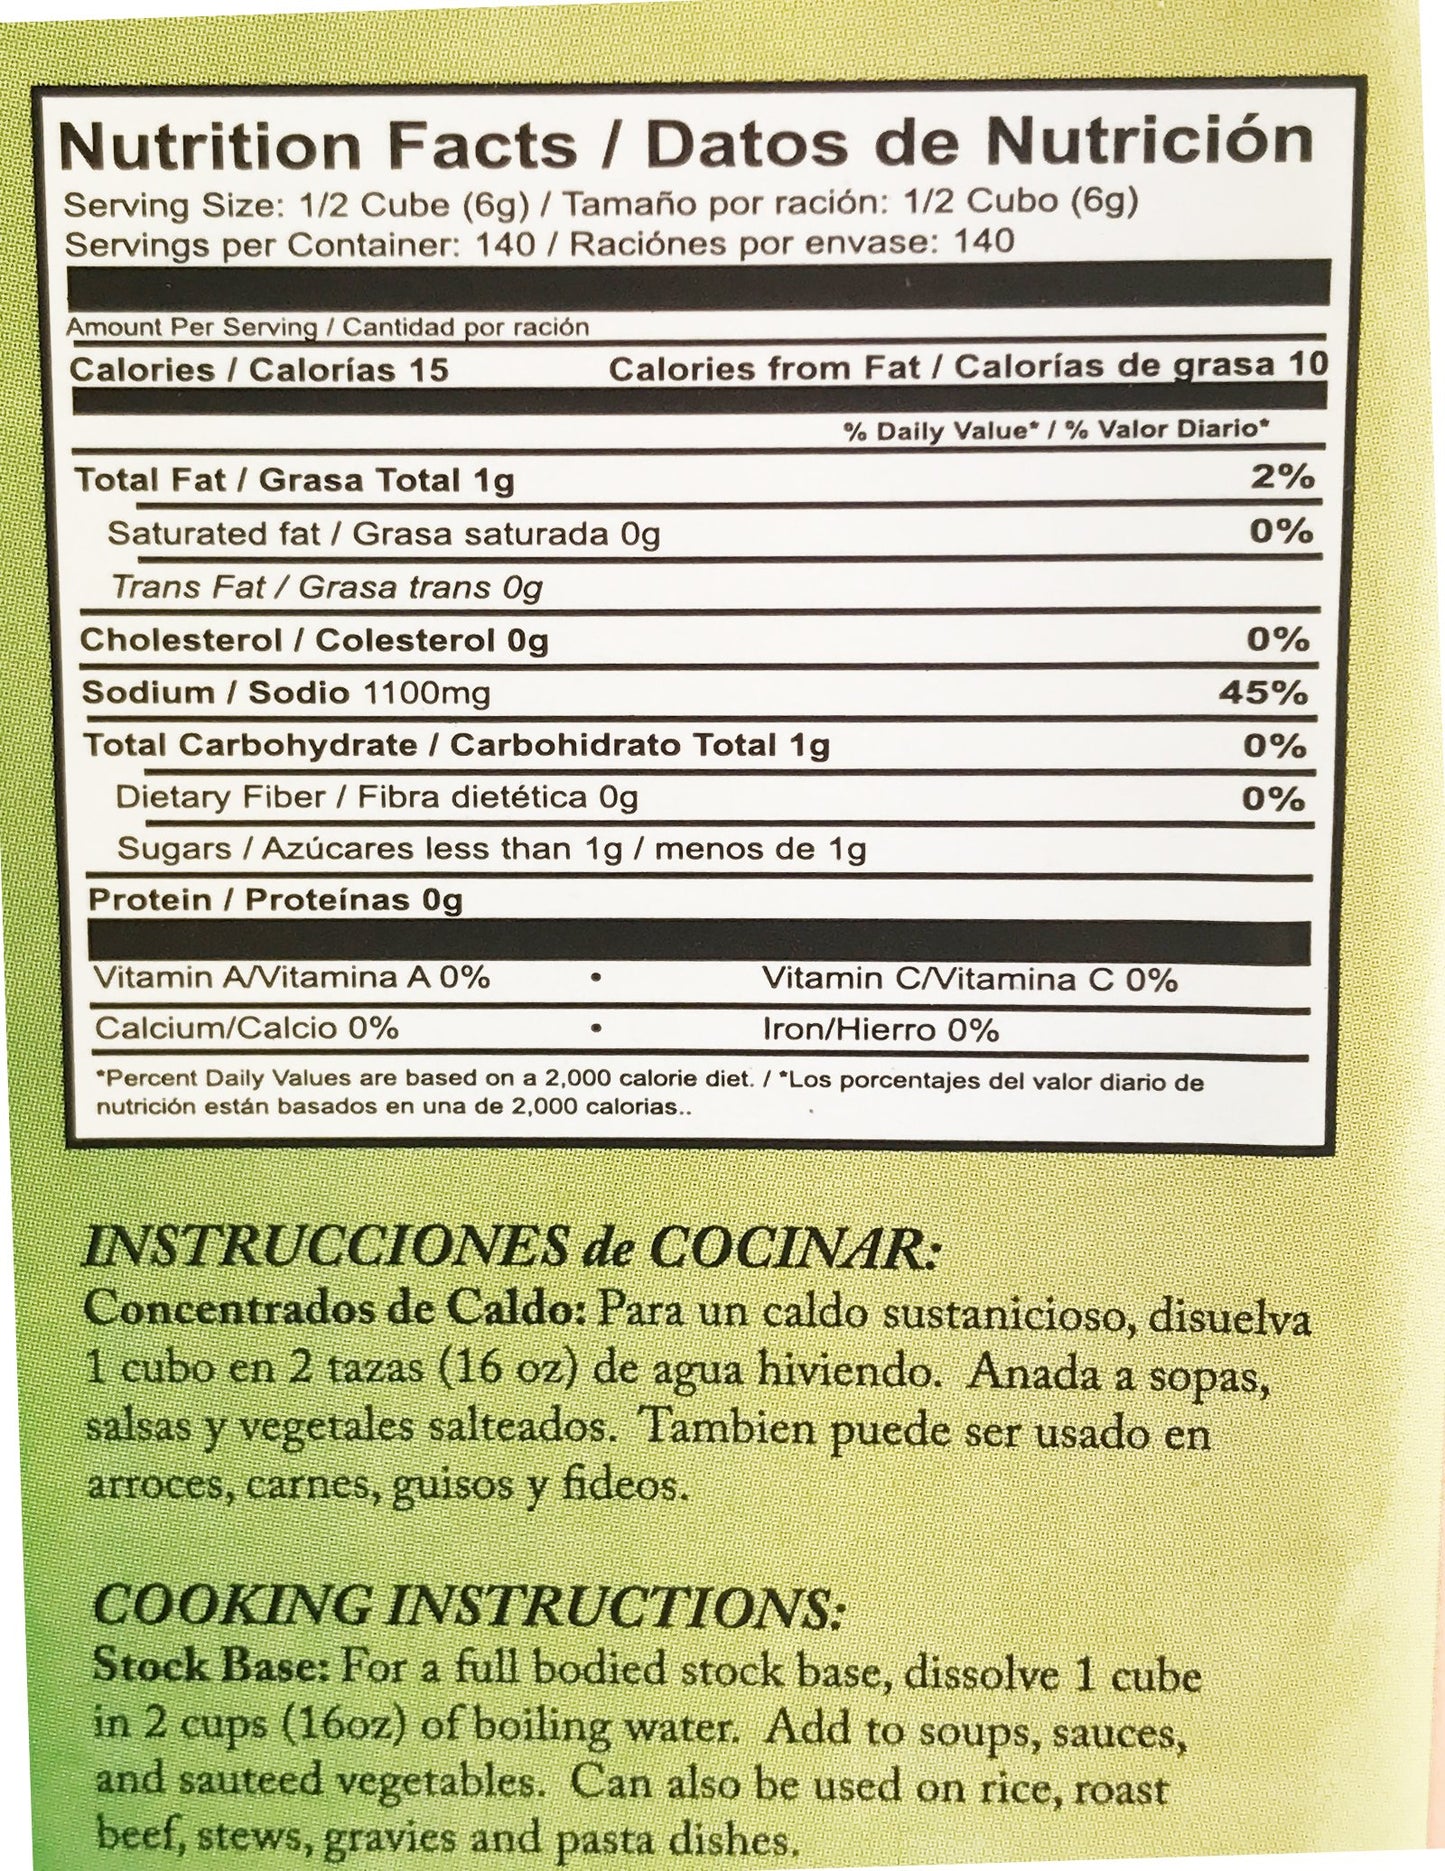 Nutrition Facts / Datos de Nutrición
Serving Size: 1/2 Cube (6g) / Tamaño por ración: 1/2 Cubo (6g)
Servings per Container: 140 / Raciónes por envase: 140
Amount Per Serving / Cantidad por ración
Calories / Calorías 15 Calories from Fat / Calorías de grasa 10
% Daily Value* / % Valor Diario*
Total Fat / Grasa Total 1g 2%
Saturated fat / Grasa saturada 0g 0%
Trans Fat / Grasa trans 0g
Cholesterol / Colesterol 0g 0%
Sodium / Sodio 1100mg 45%
Total Carbohydrate / Carbohidrato Total 1g 0%
Dietary Fiber / Fibra dietética 0g 0%
Sugars / Azúcares less than 1g / menos de 1g
Protein / Proteínas 0g
Vitamin A/Vitamina A 0% • Vitamin C/Vitamina C 0%
Calcium/Calcio 0% • Iron/Hierro 0%
*Percent Daily Values are based on a 2,000 calorie diet. / *Los porcentajes del valor diario de
nutrición están basados en una de 2,000 calorias..
INSTRUCCIONES de COCINAR:
Concentrados de Caldo: Para un caldo sustanicioso, disuelva
1 cubo en 2 tazas (16 oz) de agua hiviendo. Anada a sopas,
salsas y vegetales salteados. Tambien puede ser usado en
arroces, carnes, guisos y fideos.
COOKING INSTRUCTIONS:
Stock Base: For a full bodied stock base, dissolve 1 cube
in 2 cups (16oz) of boiling water. Add to soups, sauces,
and sauteed vegetables. Can also be used on rice, roast
beef, stews, gravies and pasta dishes.